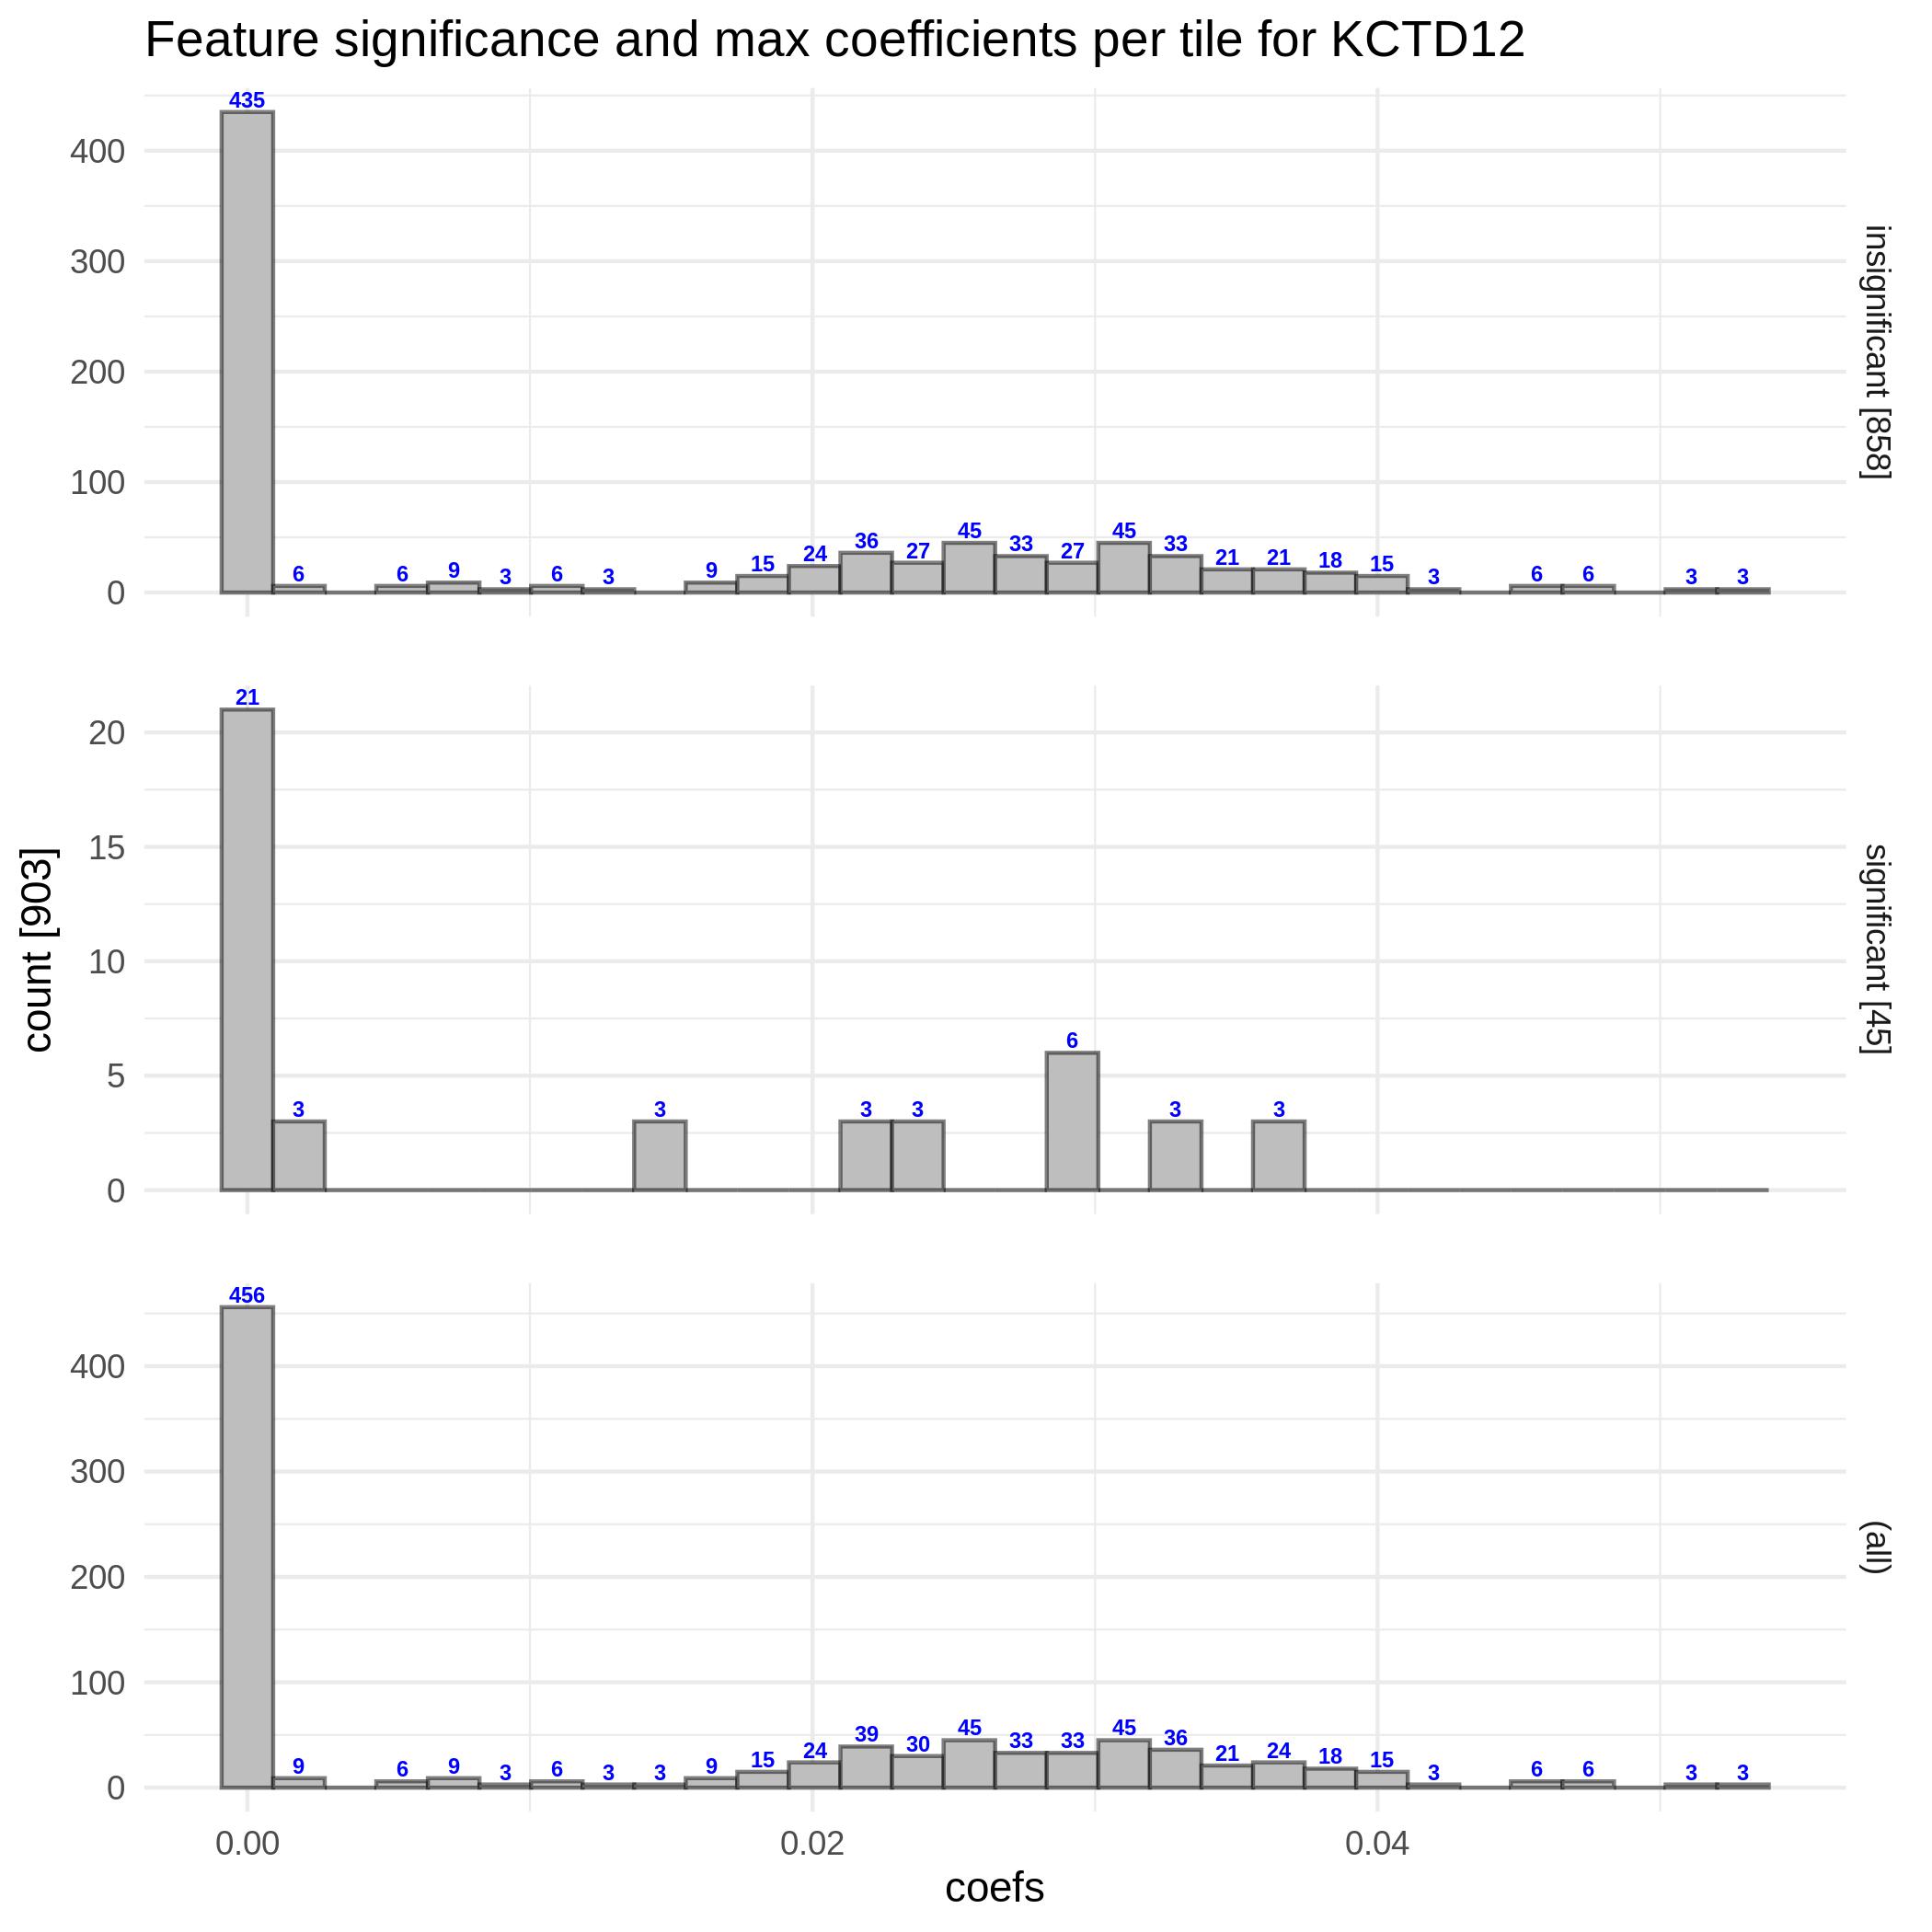 Feature significance and max coefficients per tile for KCTD12
435
400
300
200
100
0
6 6 9 3 6 3 9 15 24 36 27 45 33 27 45 33 21 21 18 15 3 6 6 3 3
insignificant [858]
21
20
15
10
5
0
3 3 3 3 6 3 3
significant [45]
count [903]
456
400
300
200
100
0
9 6 9 3 6 3 3 9 15 24 39 30 45 33 33 45 36 21 24 18 15 3 6 6 3 3
(all)
0.00 0.02 0.04
coefs